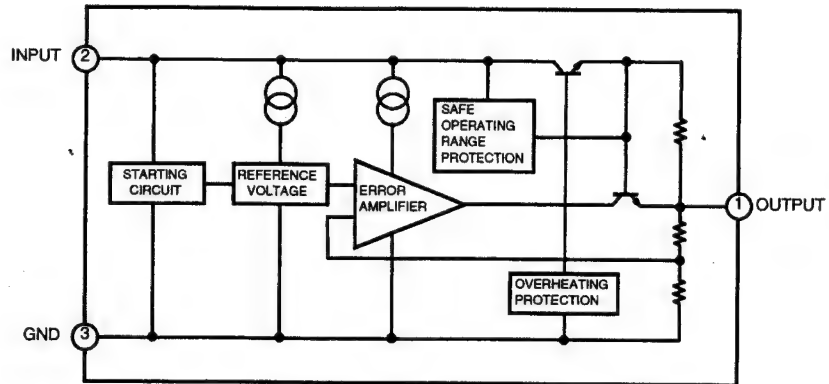 INPUT 2
SAFE
OPERATING
RANGE
PROTECTION
STARTING
CIRCUIT
REFERENCE
VOLTAGE
ERROR
AMPLIFIER
1 OUTPUT
OVERHEATING
PROTECTION
GND 3